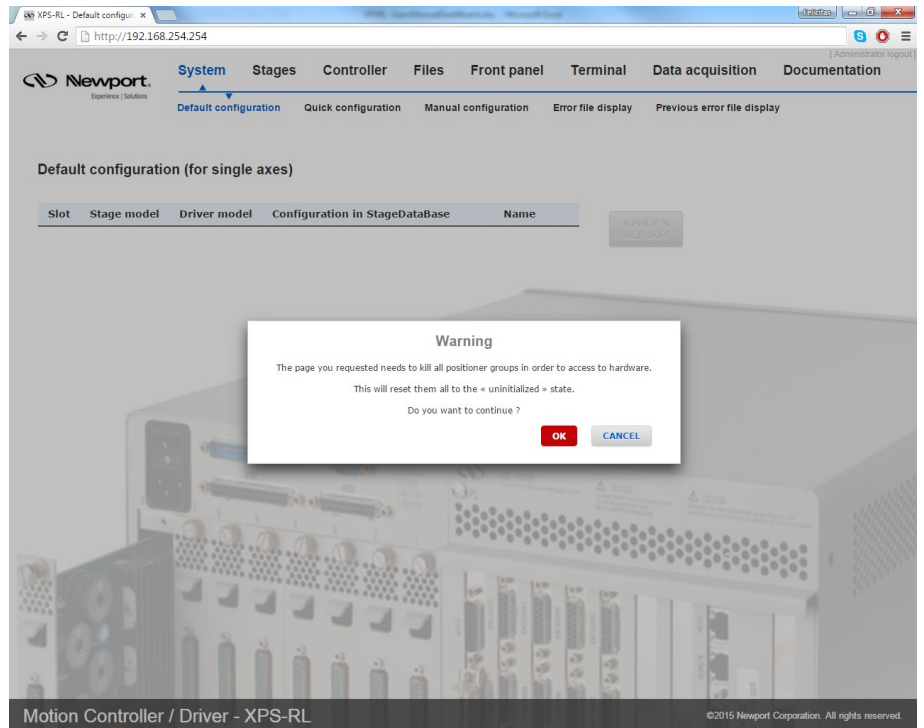 XPS-RL - Default configur
Felicitas
http://192.168.254.254
[ Administrator logout ]
Newport.
Experience | Solutions
System Stages Controller Files Front panel Terminal Data acquisition Documentation
Default configuration Quick configuration Manual configuration Error file display Previous error file display
Default configuration (for single axes)
Slot Stage model Driver model Configuration in StageDataBase Name
APPLY &
REBOOT
Warning
The page you requested needs to kill all positioner groups in order to access to hardware.
This will reset them all to the « uninitialized » state.
Do you want to continue ?
OK CANCEL
Motion Controller / Driver - XPS-RL
©2015 Newport Corporation. All rights reserved.